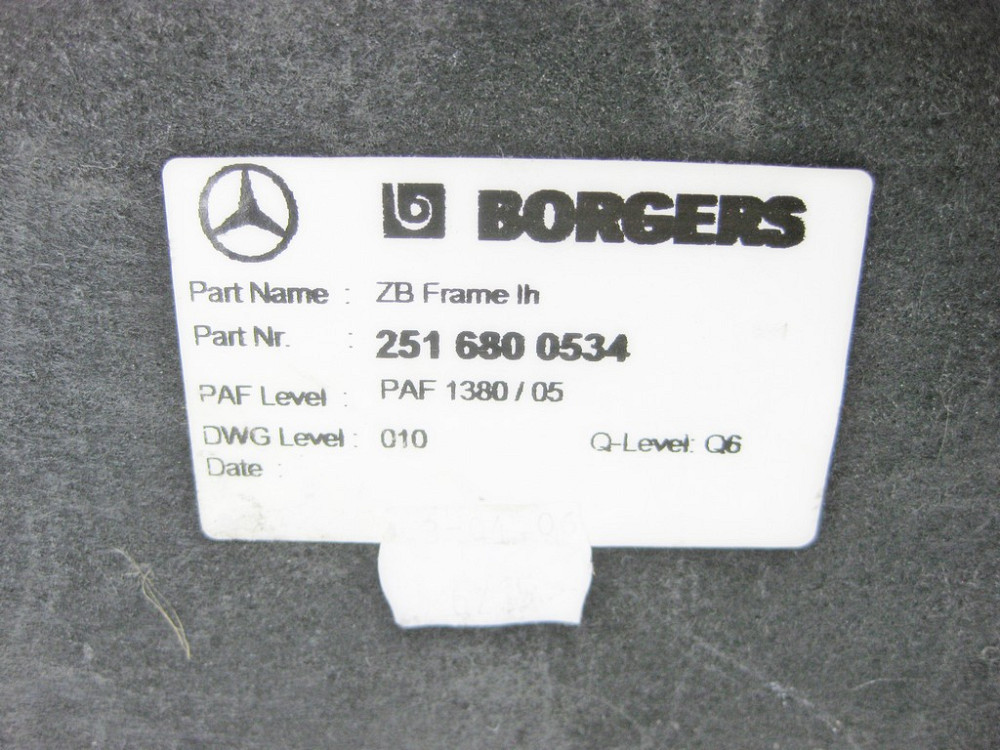 BORGERS
Part Name : ZB Frame lh
Part Nr. : 251 680 0534
PAF Level : PAF 1380 / 05
DWG Level : 010 Q-Level: Q6
Date :